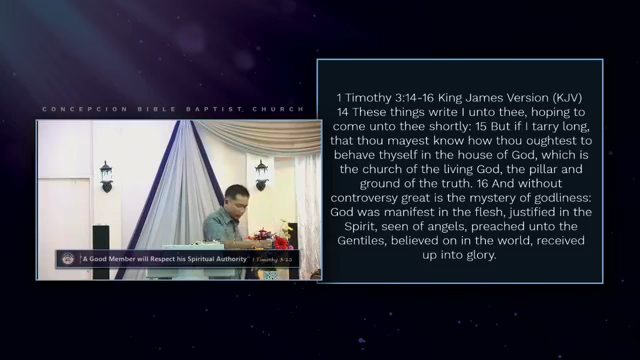 CONCEPCION BIBLE BAPTIST CHURCH
"A Good Member will Respect his Spiritual Authority"
1 Timothy 3:14-16 King James Version (KJV)
14 These things write I unto thee, hoping to
come unto thee shortly: 15 But if I tarry long,
that thou mayest know how thou oughtest to
behave thyself in the house of God, which is
the church of the living God, the pillar and
ground of the truth. 16 And without
controversy great is the mystery of godliness:
God was manifest in the flesh, justified in the
Spirit, seen of angels, preached unto the
Gentiles, believed on in the world, received
up into glory.